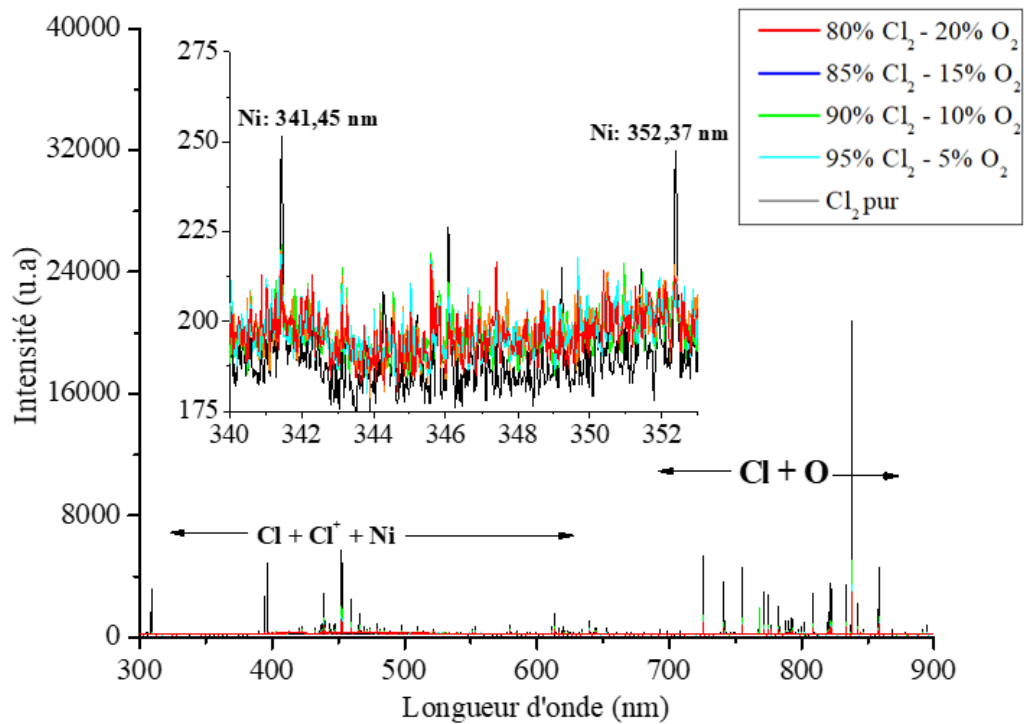 40000
32000
24000
16000
8000
0
Intensité (u.a)
300 400 500 600 700 800 900
Longueur d'onde (nm)
275
250
225
200
175
340 342 344 346 348 350 352
Ni: 341,45 nm
Ni: 352,37 nm
80% Cl₂ - 20% O₂
85% Cl₂ - 15% O₂
90% Cl₂ - 10% O₂
95% Cl₂ - 5% O₂
Cl₂ pur
Cl + O
Cl + Cl⁺ + Ni